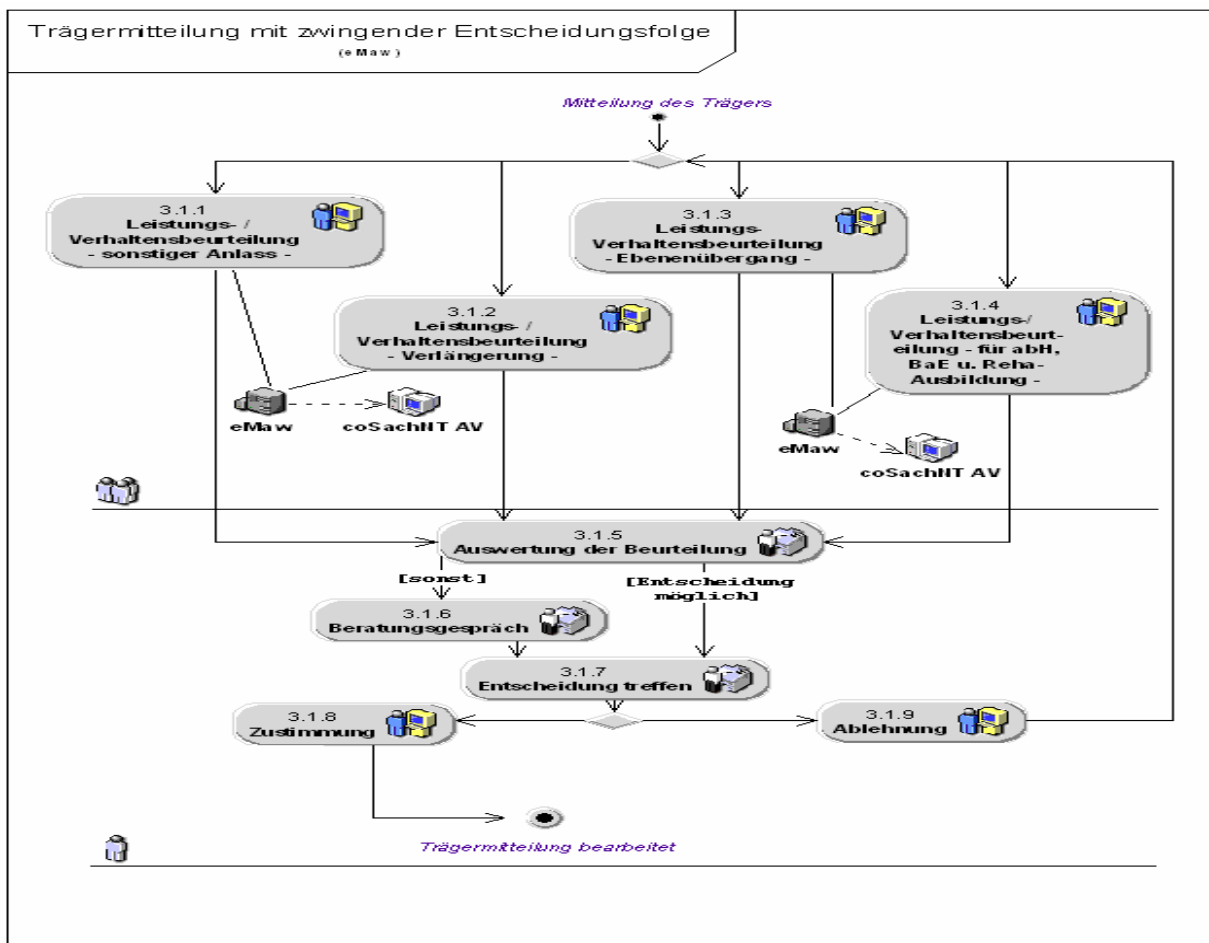 Trägermitteilung mit zwingender Entscheidungsfolge
(eMaw)
Mitteilung des Trägers
3.1.1
Leistungs- /
Verhaltensbeurteilung
- sonstiger Anlass -
3.1.2
Leistungs- /
Verhaltensbeurteilung
- Verlängerung -
3.1.3
Leistungs-
Verhaltensbeurteilung
- Ebenenübergang -
3.1.4
Leistungs-/
Verhaltensbeurt-
eilung - für abH,
BaE u. Reha-
Ausbildung -
eMaw
coSachNT AV
eMaw
coSachNT AV
3.1.5
Auswertung der Beurteilung
[sonst]
[Entscheidung
möglich]
3.1.6
Beratungsgespräch
3.1.7
Entscheidung treffen
3.1.8
Zustimmung
3.1.9
Ablehnung
Trägermitteilung bearbeitet